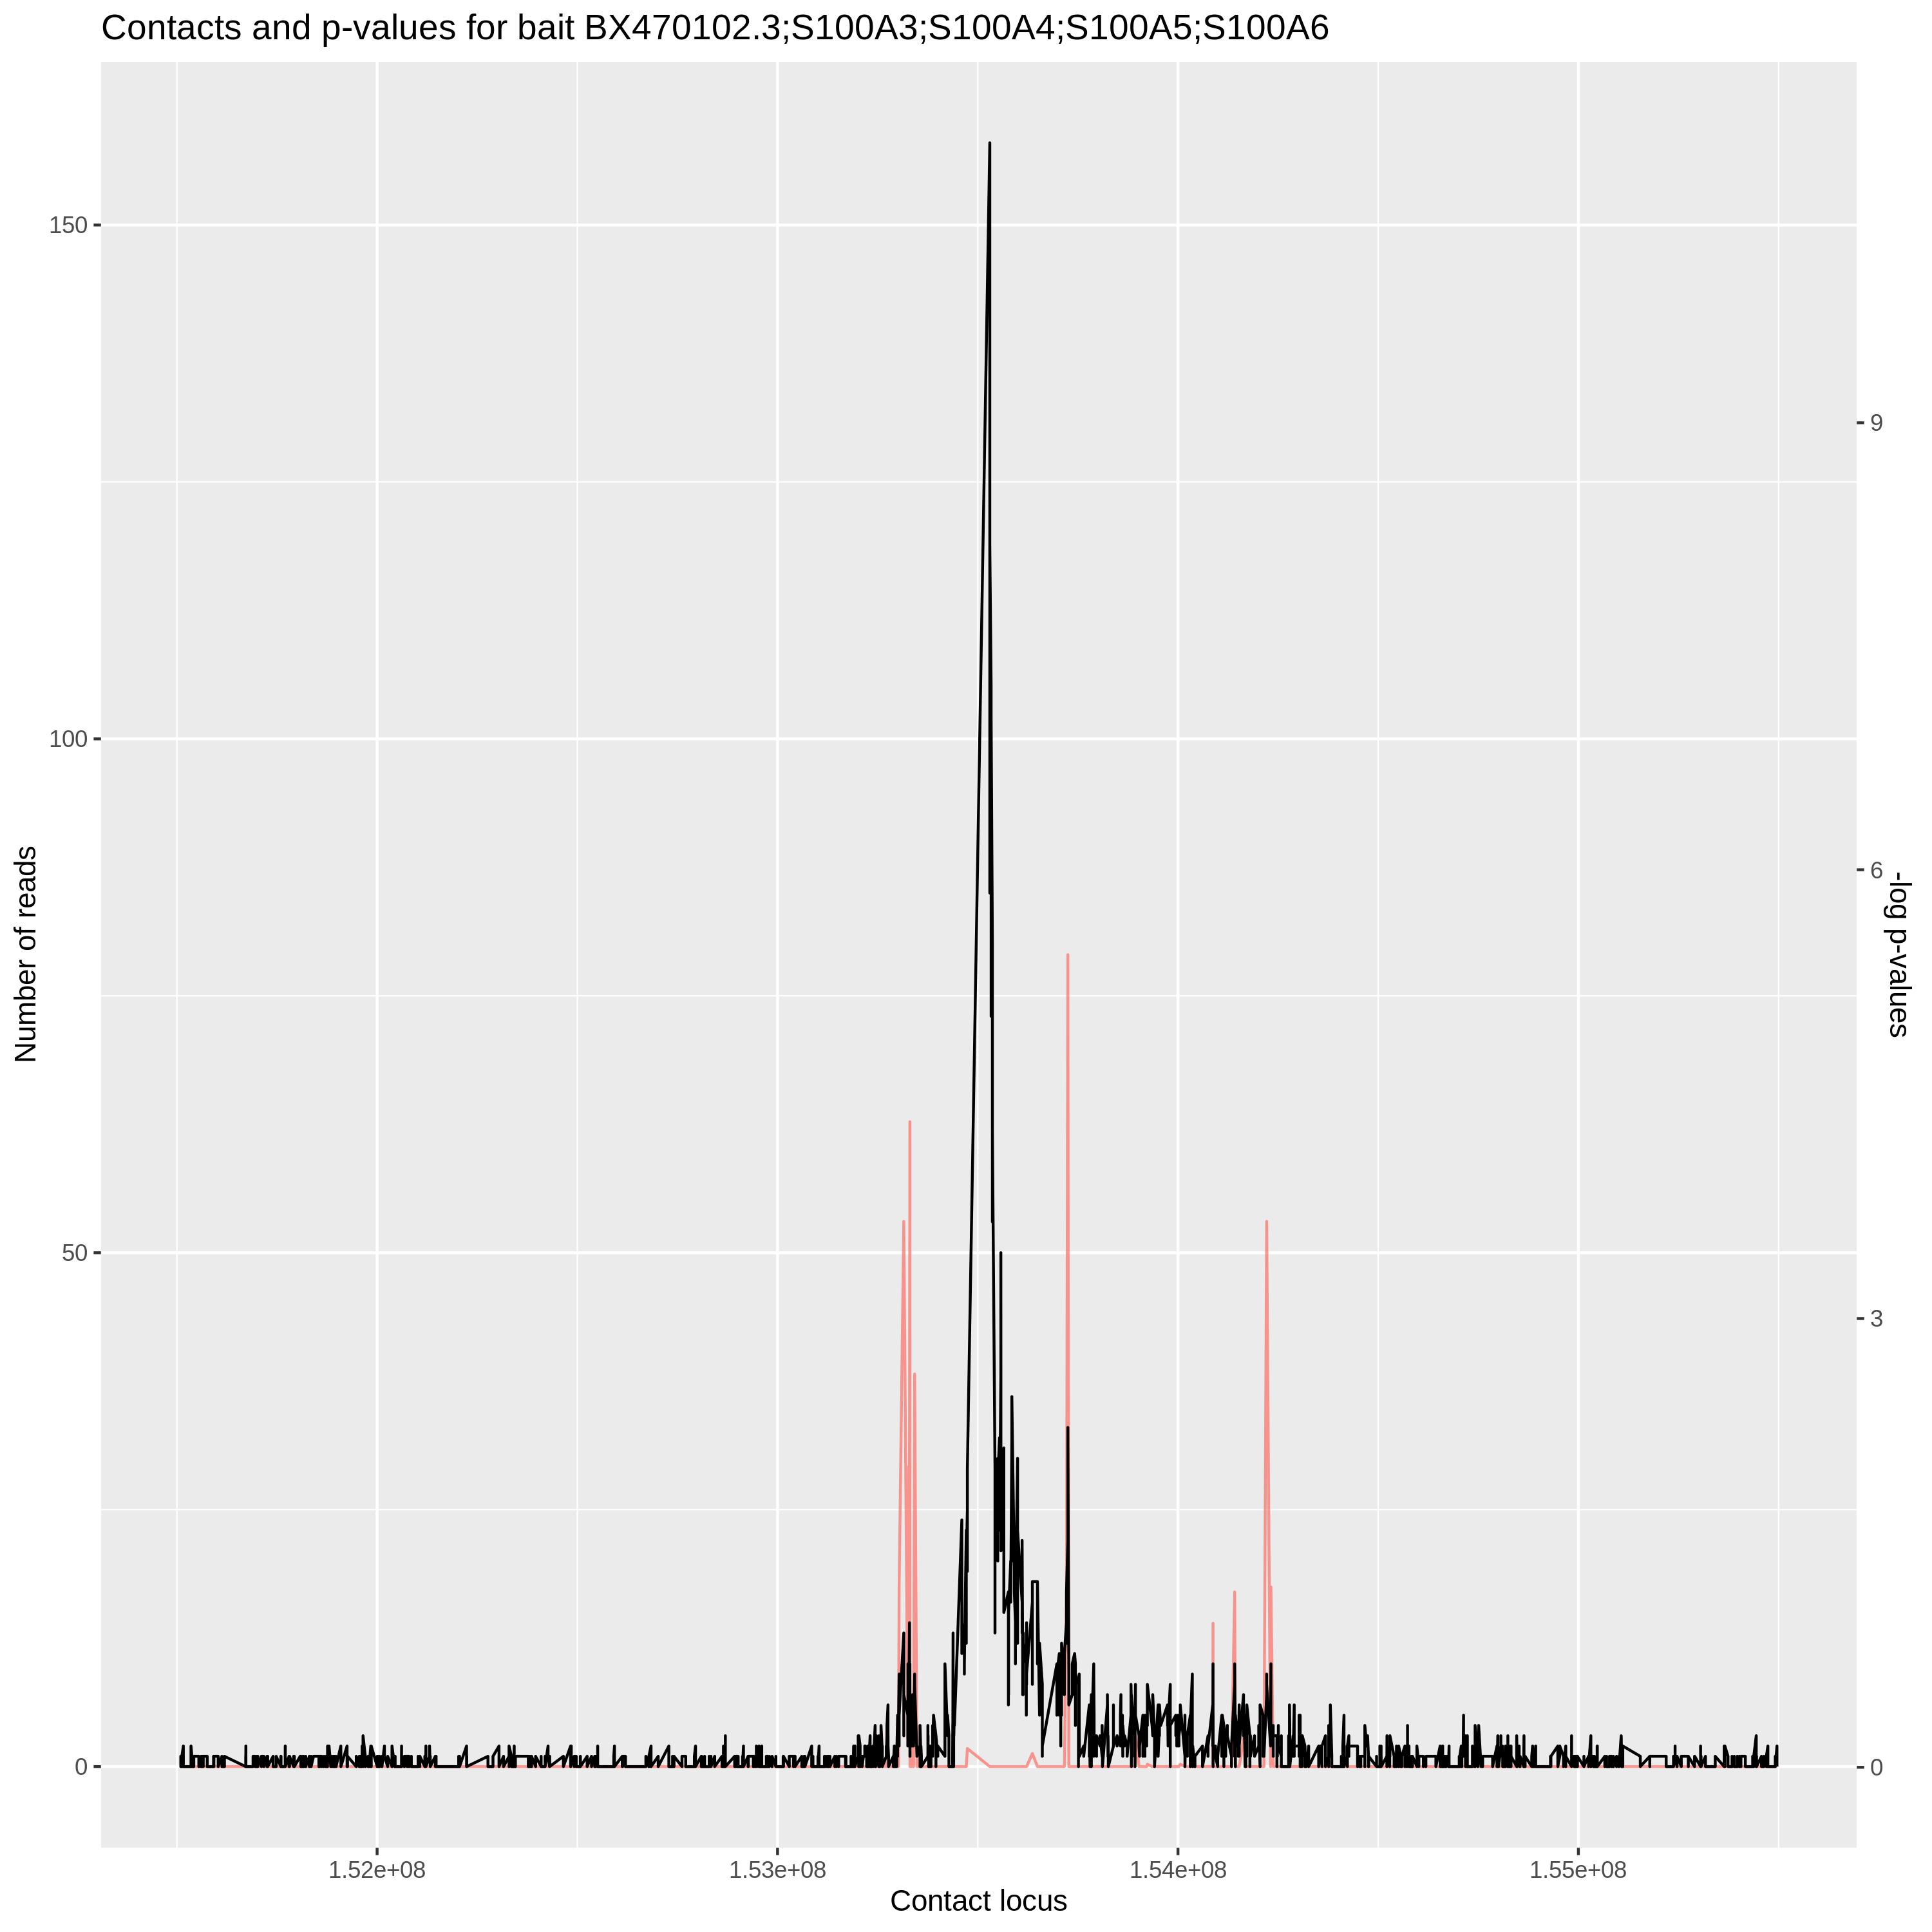 Contacts and p-values for bait BX470102.3;S100A3;S100A4;S100A5;S100A6
150
100
50
0
Number of reads
9
6
3
0
-log p-values
1.52e+08
1.53e+08
1.54e+08
1.55e+08
Contact locus